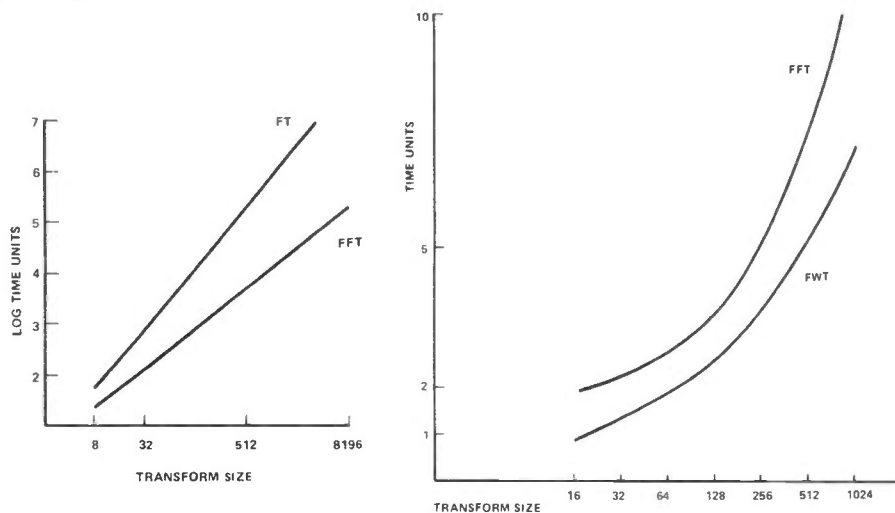 7
6
5
4
3
2
LOG TIME UNITS
FT
FFT
8 32 512 8196
TRANSFORM SIZE
10
5
2
1
TIME UNITS
FFT
FWT
16 32 64 128 256 512 1024
TRANSFORM SIZE